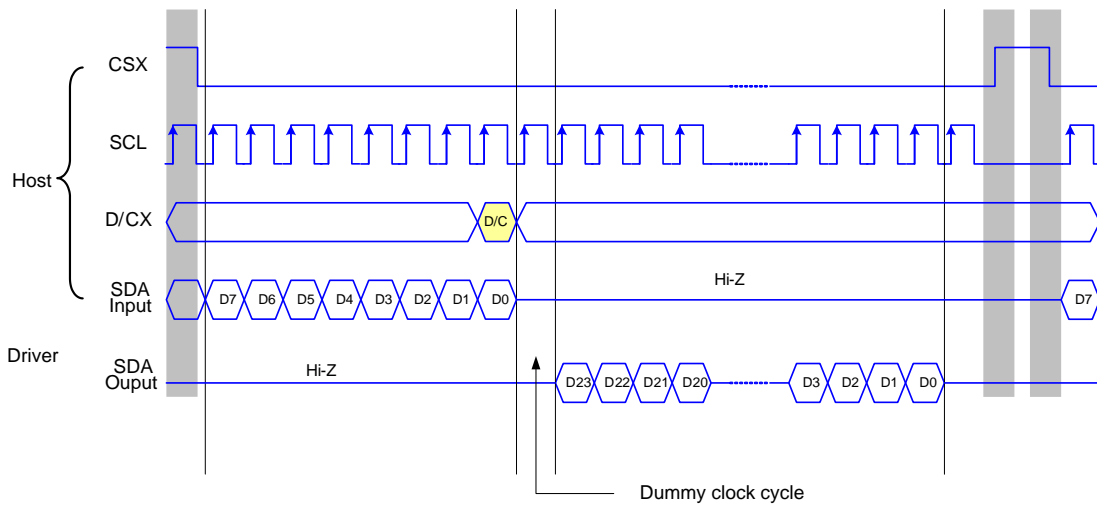 CSX
SCL
Host
D/CX
D/C
SDA
Input
D7 D6 D5 D4 D3 D2 D1 D0
Hi-Z
D7
Driver
SDA
Ouput
Hi-Z
D23 D22 D21 D20
D3 D2 D1 D0
Dummy clock cycle